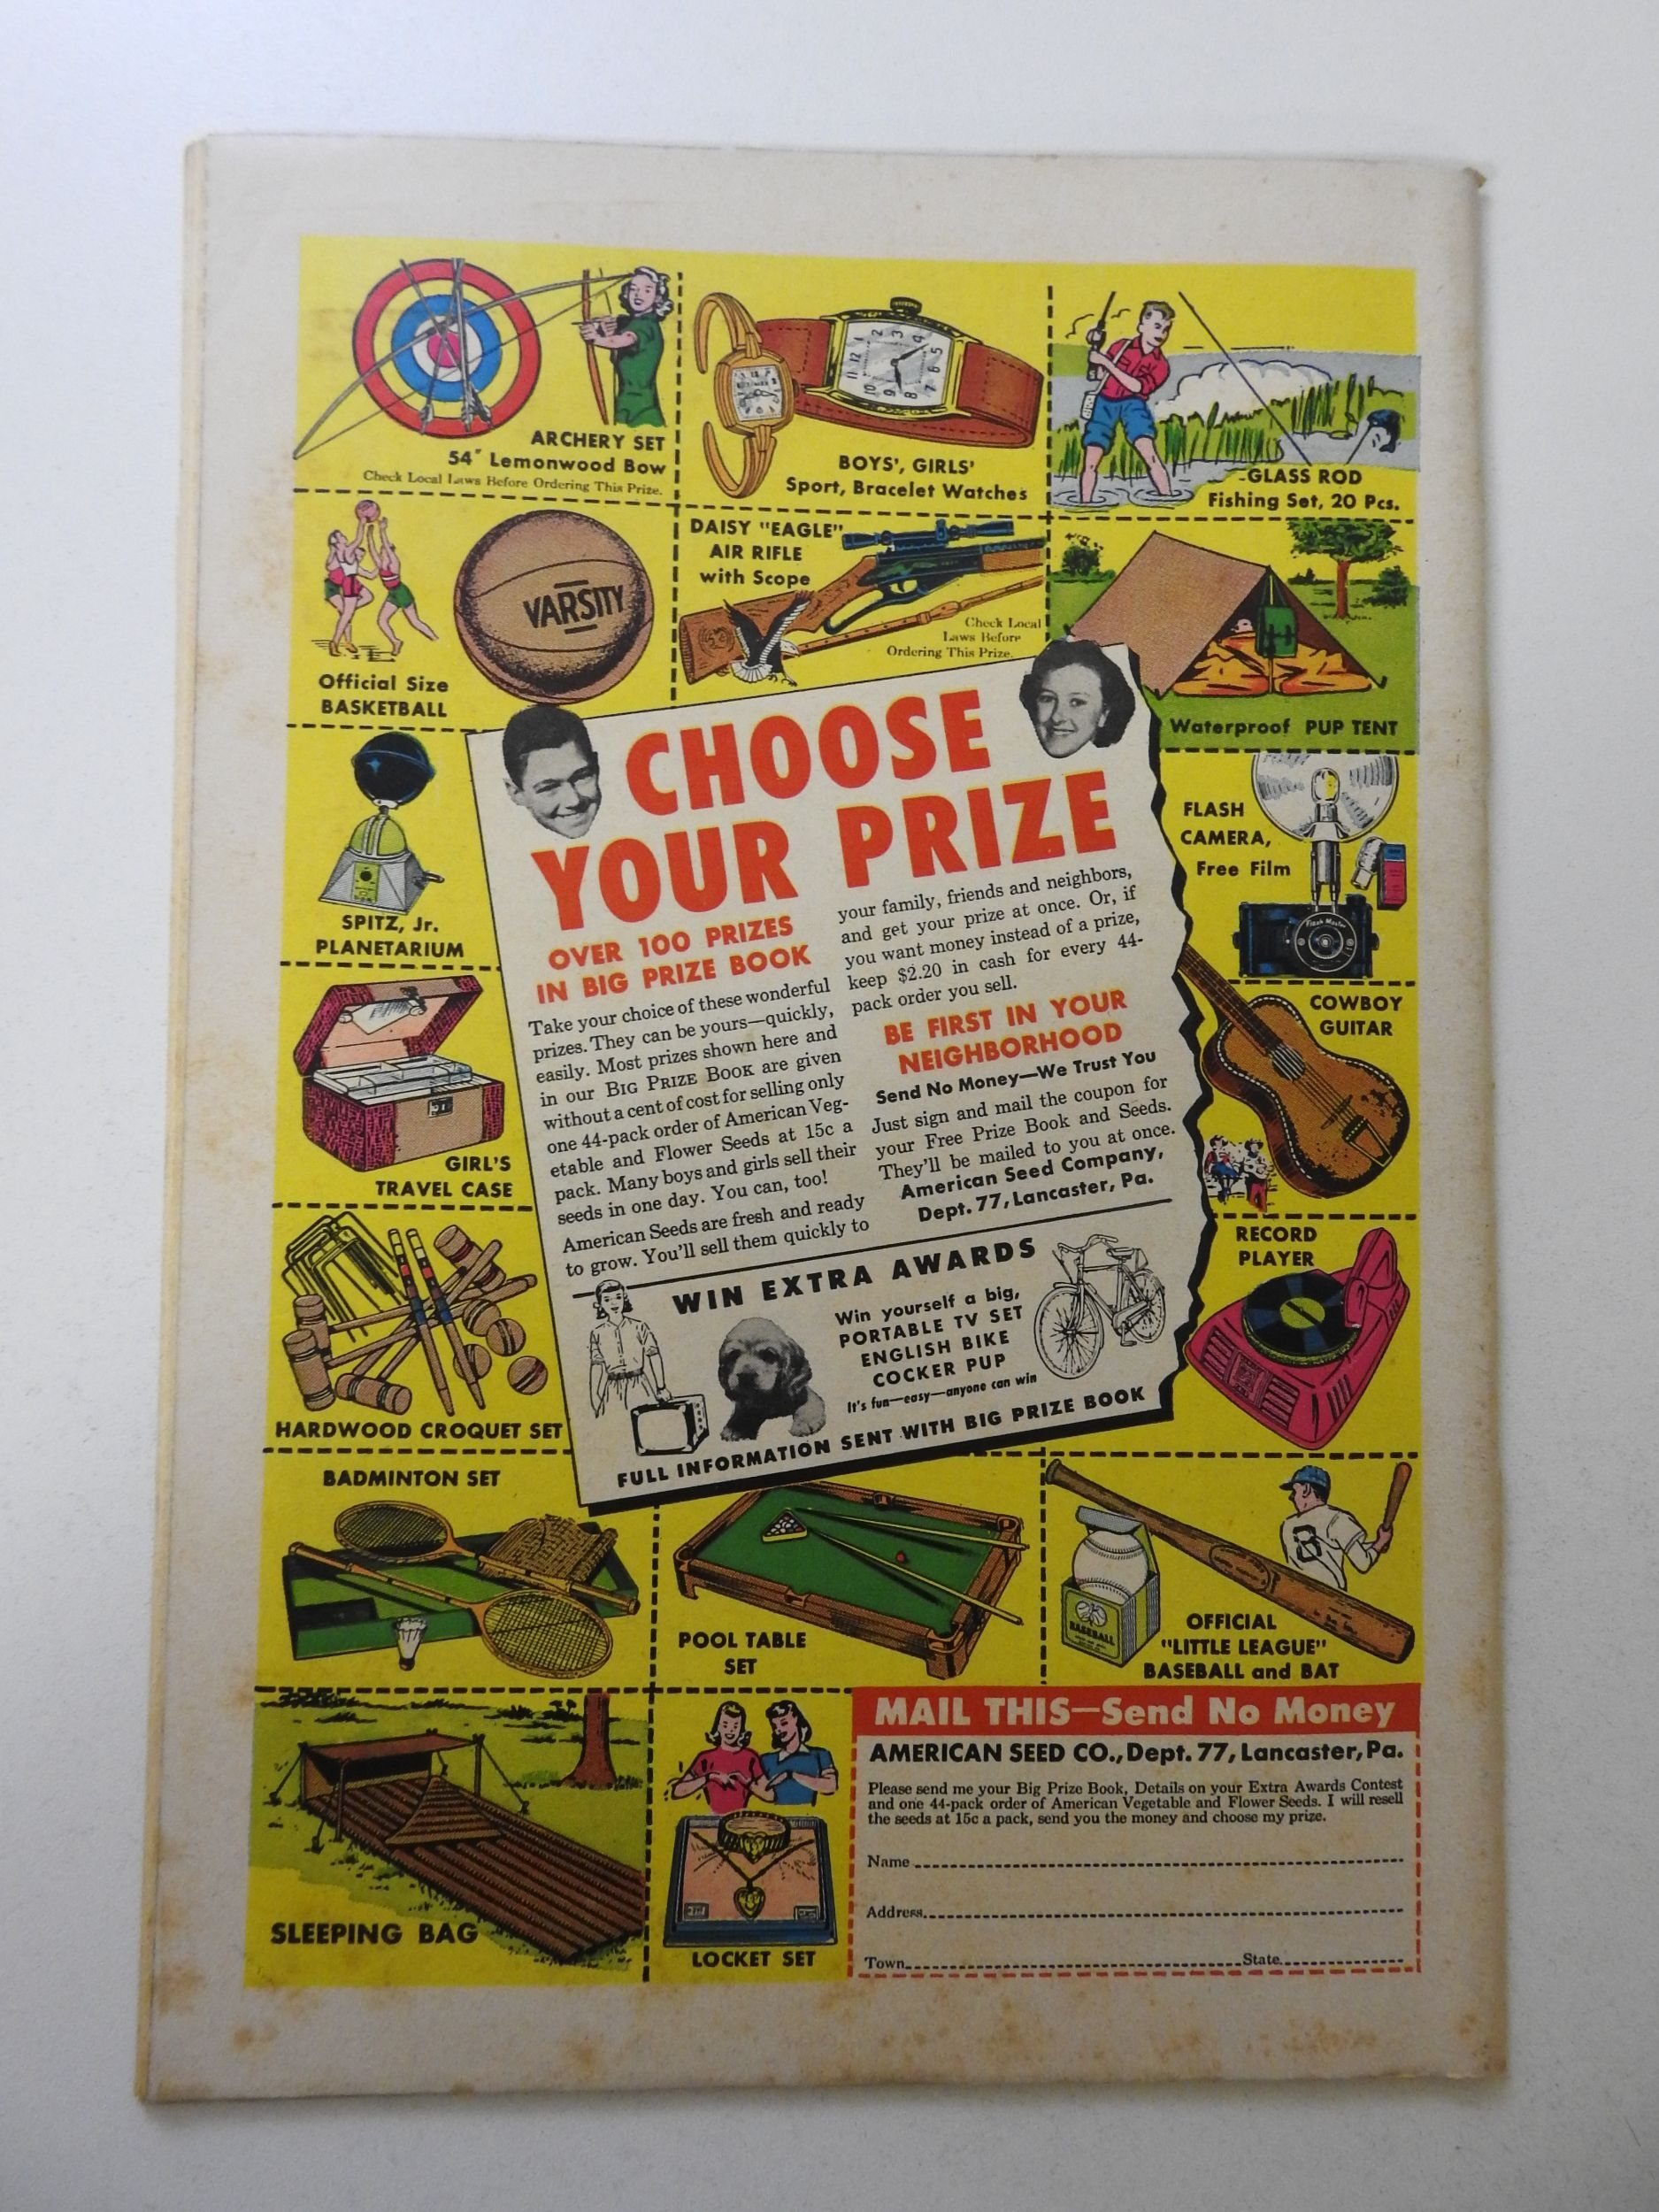 ARCHERY SET
54" Lemonwood Bow
Check Local Laws Before Ordering This Prize.
BOYS', GIRLS'
Sport, Bracelet Watches
GLASS ROD
Fishing Set, 20 Pcs.
VARSITY
Official Size
BASKETBALL
DAISY "EAGLE"
AIR RIFLE
with Scope
Check Local
Laws Before
Ordering This Prize.
Waterproof PUP TENT
SPITZ, Jr.
PLANETARIUM
CHOOSE
YOUR PRIZE
OVER 100 PRIZES
IN BIG PRIZE BOOK
Take your choice of these wonderful
prizes. They can be yours—quickly,
easily. Most prizes shown here and
in our BIG PRIZE BOOK are given
without a cent of cost for selling only
one 44-pack order of American Veg-
etable and Flower Seeds at 15c a
pack. Many boys and girls sell their
seeds in one day. You can, too!
American Seeds are fresh and ready
to grow. You'll sell them quickly to
your family, friends and neighbors,
and get your prize at once. Or, if
you want money instead of a prize,
keep $2.20 in cash for every 44-
pack order you sell.
BE FIRST IN YOUR
NEIGHBORHOOD
Send No Money—We Trust You
Just sign and mail the coupon for
your Free Prize Book and Seeds.
They'll be mailed to you at once.
American Seed Company,
Dept. 77, Lancaster, Pa.
WIN EXTRA AWARDS
Win yourself a big,
PORTABLE TV SET
ENGLISH BIKE
COCKER PUP
It's fun—easy—anyone can win
FULL INFORMATION SENT WITH BIG PRIZE BOOK
FLASH
CAMERA,
Free Film
Flash Master
GIRL'S
TRAVEL CASE
COWBOY
GUITAR
HARDWOOD CROQUET SET
RECORD
PLAYER
BADMINTON SET
POOL TABLE
SET
BASEBALL
OFFICIAL
"LITTLE LEAGUE"
BASEBALL and BAT
SLEEPING BAG
LOCKET SET
MAIL THIS—Send No Money
AMERICAN SEED CO., Dept. 77, Lancaster, Pa.
Please send me your Big Prize Book, Details on your Extra Awards Contest
and one 44-pack order of American Vegetable and Flower Seeds. I will resell
the seeds at 15c a pack, send you the money and choose my prize.
Name
Address
Town State